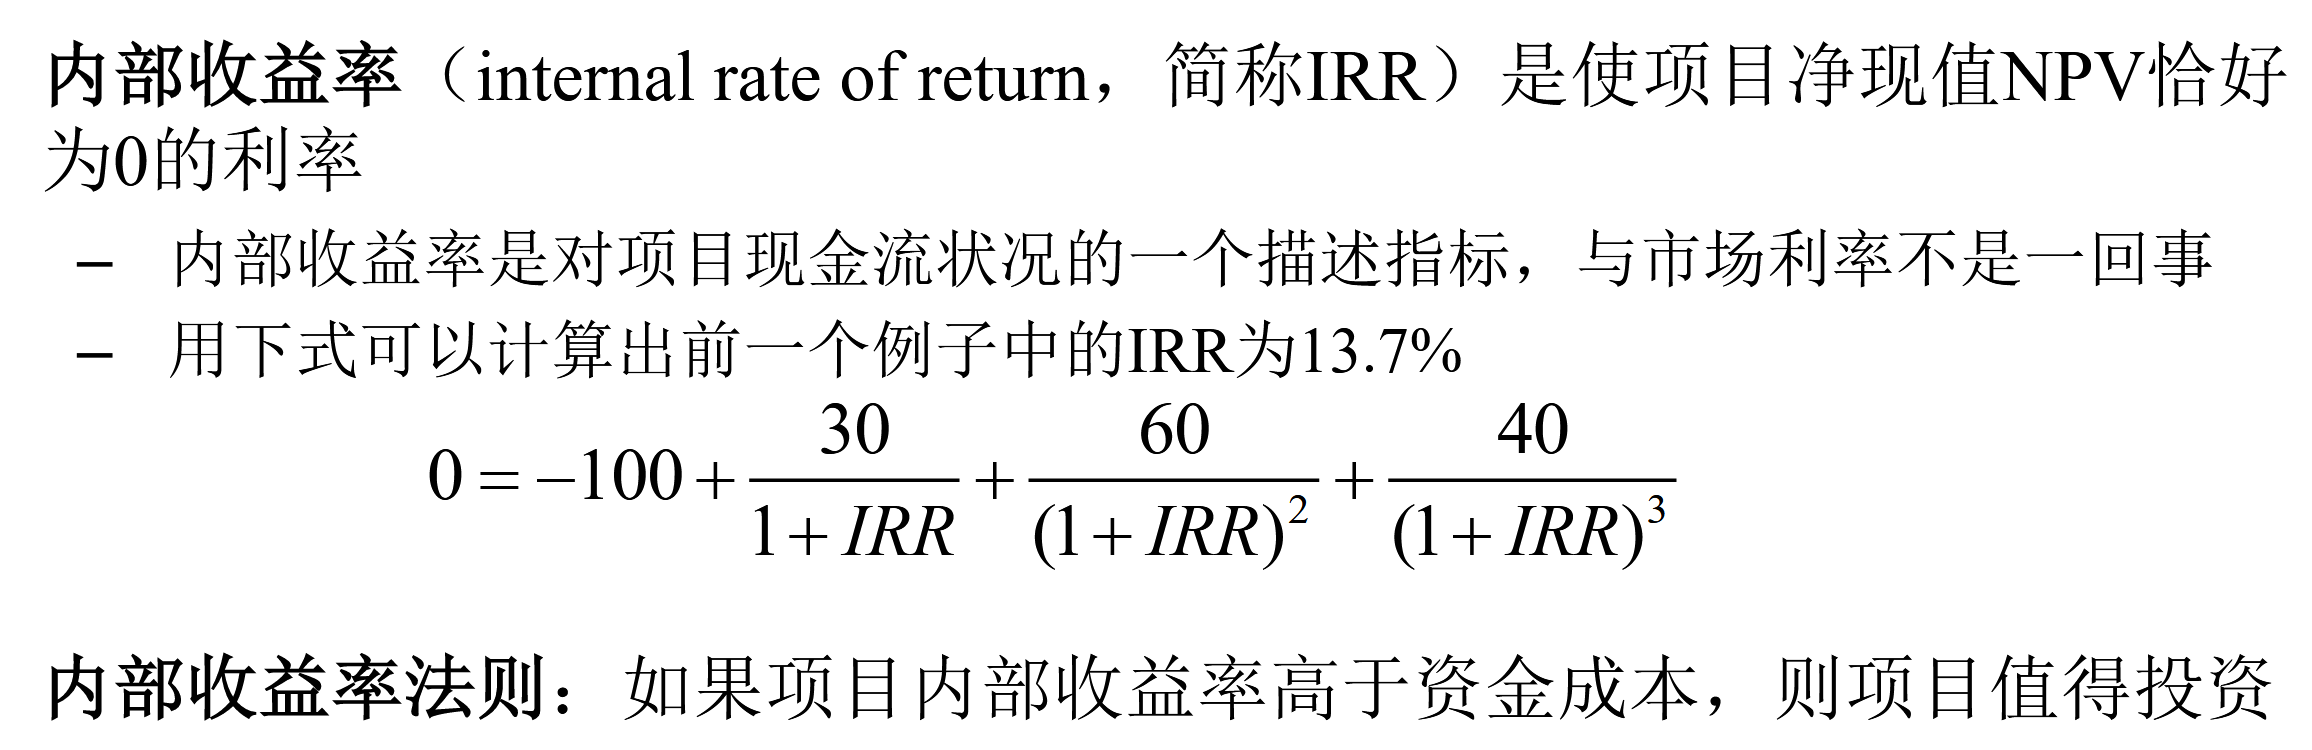 内部收益率（internal rate of return，简称IRR）是使项目净现值NPV恰好
为0的利率
– 内部收益率是对项目现金流状况的一个描述指标，与市场利率不是一回事
– 用下式可以计算出前一个例子中的IRR为13.7%
0 = −100 + 30/(1 + IRR) + 60/(1 + IRR)² + 40/(1 + IRR)³
内部收益率法则：如果项目内部收益率高于资金成本，则项目值得投资